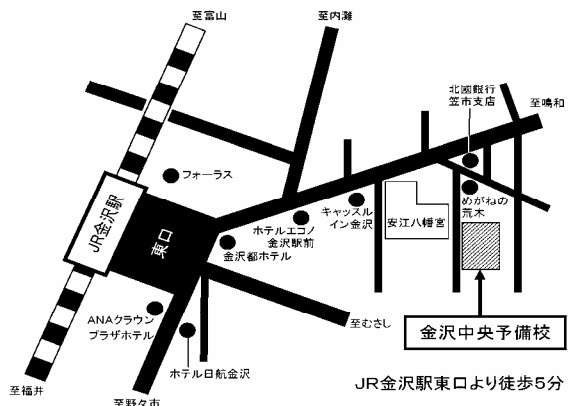 至富山
至内灘
北國銀行
笠市支店
至鳴和
フォーラス
JR金沢駅
東口
キャッスル
イン金沢
ホテルエコノ
金沢駅前
金沢都ホテル
安江八幡宮
めがねの
荒木
ANAクラウン
プラザホテル
至むさし
金沢中央予備校
ホテル日航金沢
至福井
至野々市
JR金沢駅東口より徒歩5分